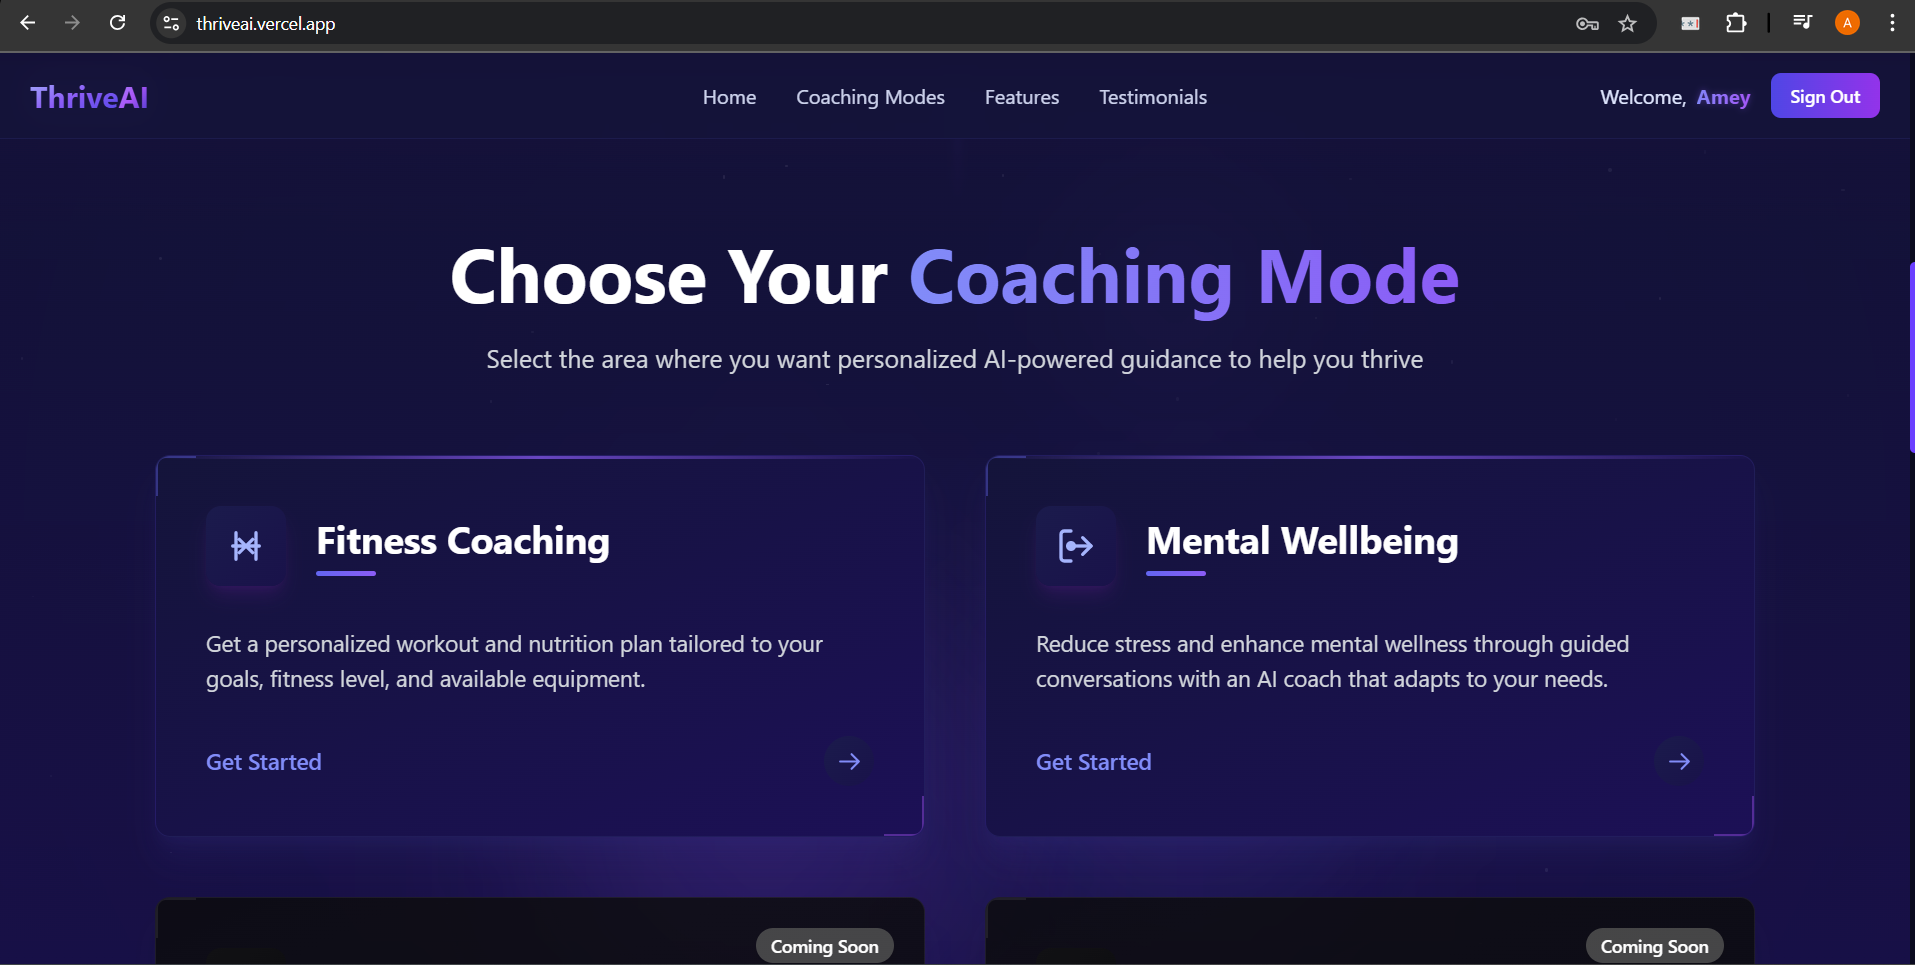 thriveai.vercel.app
A
ThriveAI
Home
Coaching Modes
Features
Testimonials
Welcome, Amey
Sign Out
Choose Your Coaching Mode
Select the area where you want personalized AI-powered guidance to help you thrive
Fitness Coaching
Get a personalized workout and nutrition plan tailored to your
goals, fitness level, and available equipment.
Get Started
Mental Wellbeing
Reduce stress and enhance mental wellness through guided
conversations with an AI coach that adapts to your needs.
Get Started
Coming Soon
Coming Soon